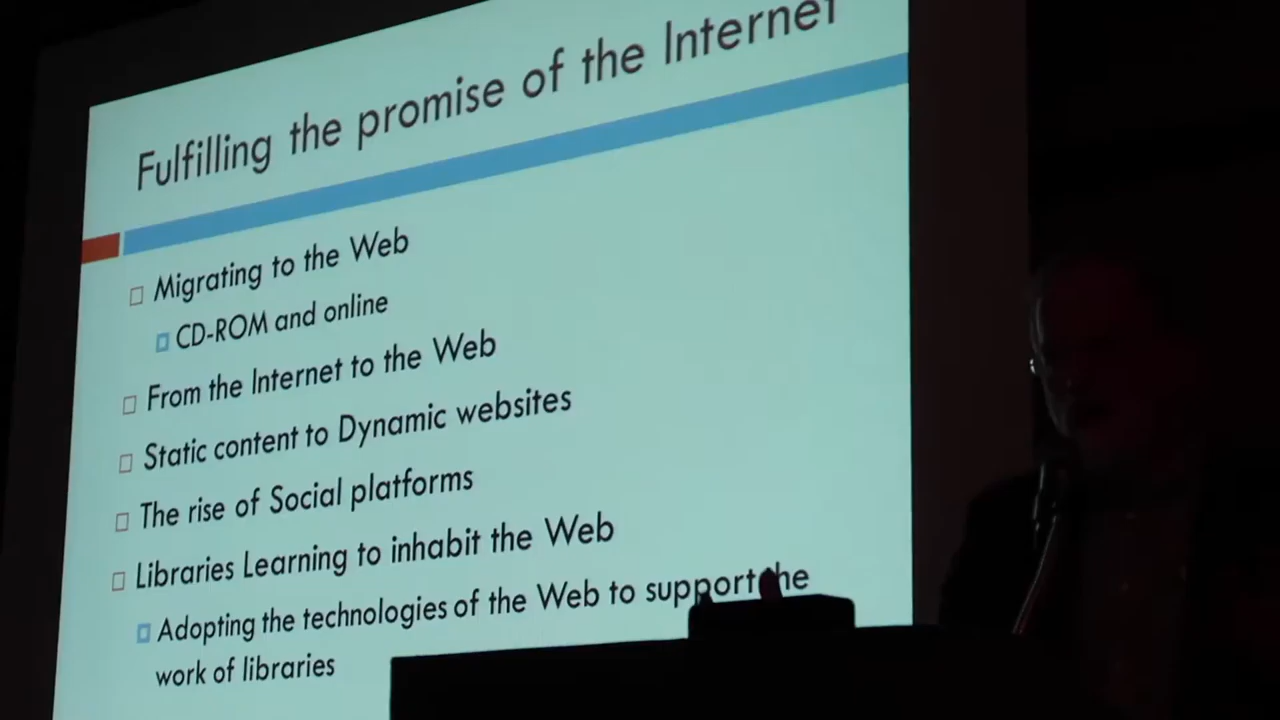 Fulfilling the promise of the Internet
Migrating to the Web
CD-ROM and online
From the Internet to the Web
Static content to Dynamic websites
The rise of Social platforms
Libraries Learning to inhabit the Web
Adopting the technologies of the Web to support the
work of libraries